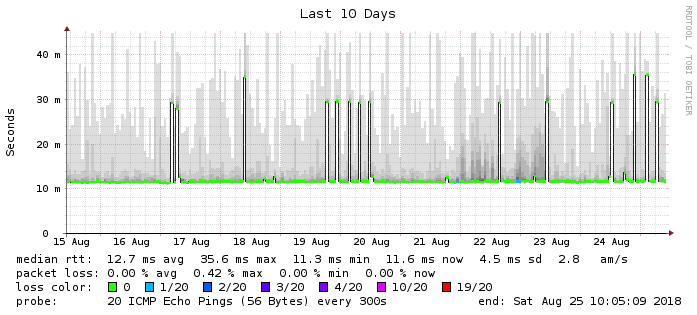 Last 10 Days
RRDTOOL / TOBI OETIKER
Seconds
40 m
30 m
20 m
10 m
0
15 Aug 16 Aug 17 Aug 18 Aug 19 Aug 20 Aug 21 Aug 22 Aug 23 Aug 24 Aug
median rtt: 12.7 ms avg 35.6 ms max 11.3 ms min 11.6 ms now 4.5 ms sd 2.8 am/s
packet loss: 0.00 % avg 0.42 % max 0.00 % min 0.00 % now
loss color: 0 1/20 2/20 3/20 4/20 10/20 19/20
probe: 20 ICMP Echo Pings (56 Bytes) every 300s end: Sat Aug 25 10:05:09 2018